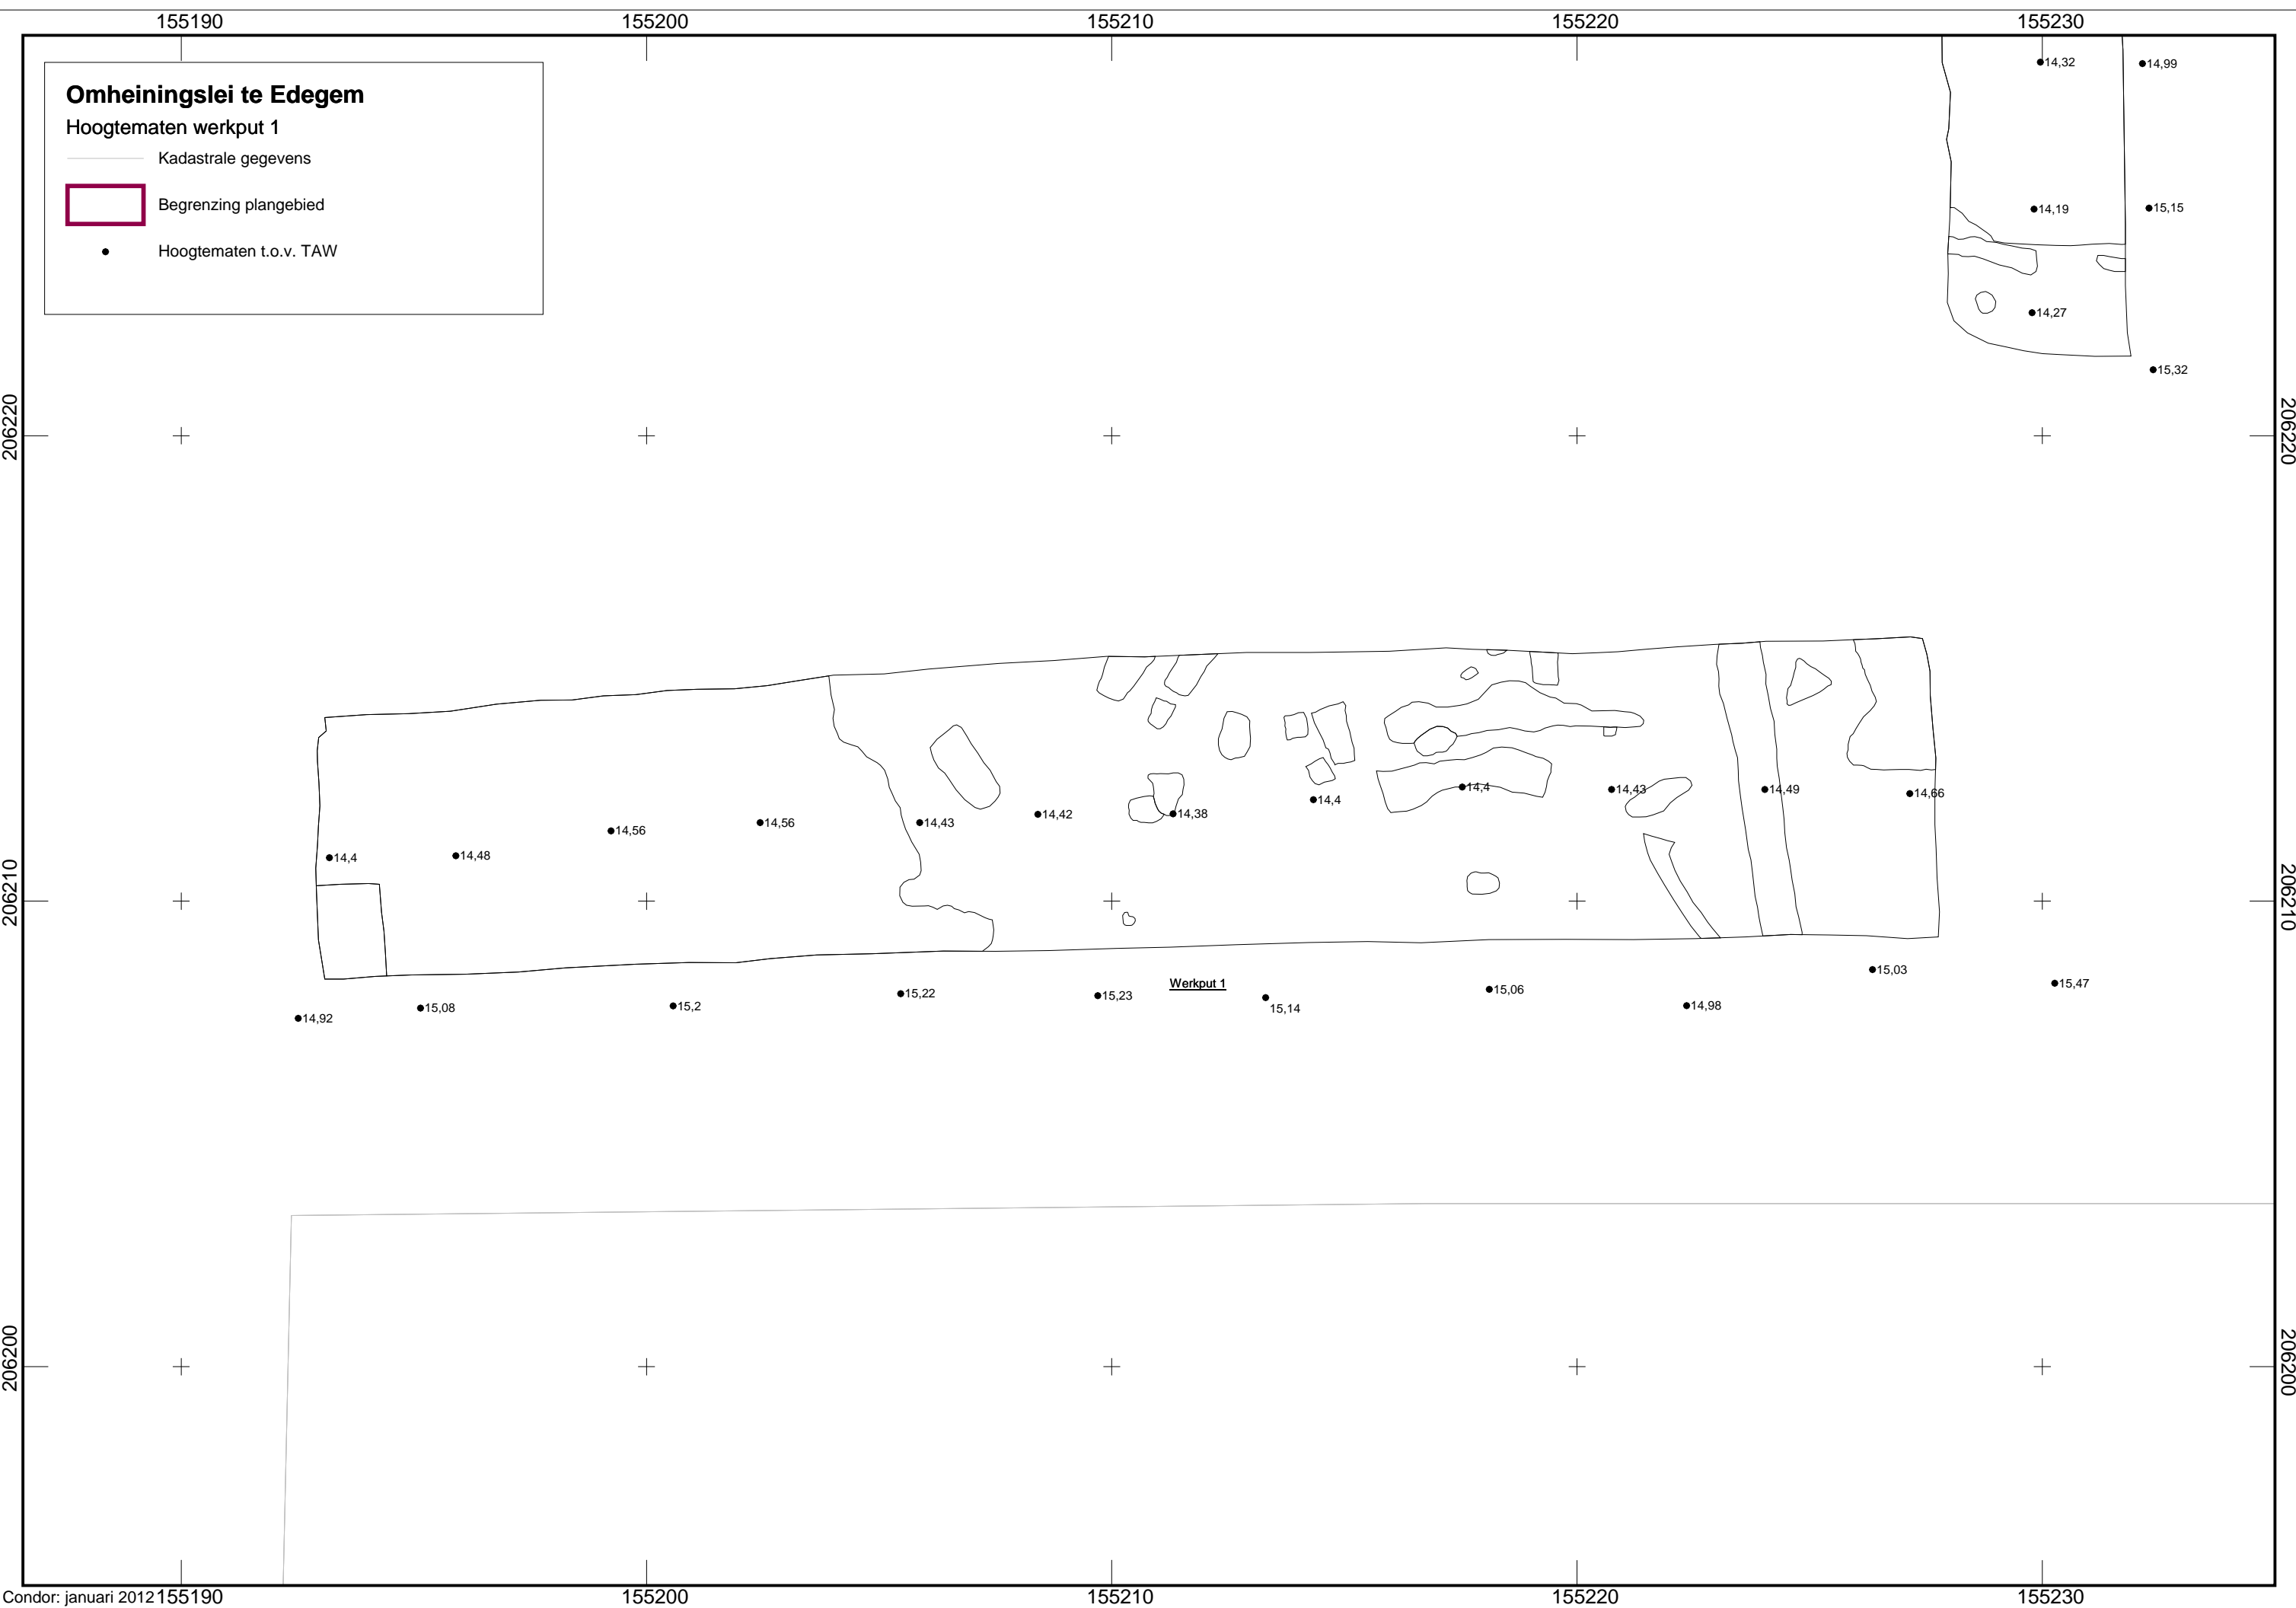 155190 155200 155210 155220 155230
Omheiningslei te Edegem
Hoogtematen werkput 1
Kadastrale gegevens
Begrenzing plangebied
Hoogtematen t.o.v. TAW
14,32 14,99
14,19 15,15
14,27
15,32
206220 206220
14,4 14,48 14,56 14,56 14,43 14,42 14,38 14,4 14,4 14,43 14,49 14,66
206210 206210
14,92 15,08 15,2 15,22 15,23 Werkput 1 15,14 15,06 14,98 15,03 15,47
206200 206200
Condor: januari 2012 155190 155200 155210 155220 155230